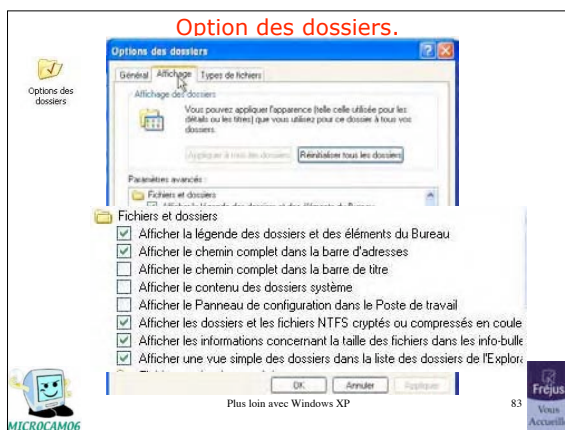 Option des dossiers.
Options des dossiers
Options des
dossiers
Général Affichage Types de fichiers
Affichage des dossiers
Vous pouvez appliquer l'apparence (telle celle utilisée pour les
détails ou les titres) que vous utilisez pour ce dossier à tous vos
dossiers.
Appliquer à tous les dossiers Réinitialiser tous les dossiers
Paramètres avancés :
Fichiers et dossiers
Fichiers et dossiers
Afficher la légende des dossiers et des éléments du Bureau
Afficher le chemin complet dans la barre d'adresses
Afficher le chemin complet dans la barre de titre
Afficher le contenu des dossiers système
Afficher le Panneau de configuration dans le Poste de travail
Afficher les dossiers et les fichiers NTFS cryptés ou compressés en coule
Afficher les informations concernant la taille des fichiers dans les info-bulle
Afficher une vue simple des dossiers dans la liste des dossiers de l'Explora
OK Annuler Appliquer
Plus loin avec Windows XP 83
MICROCAM06
Fréjus
Vous
Accueille